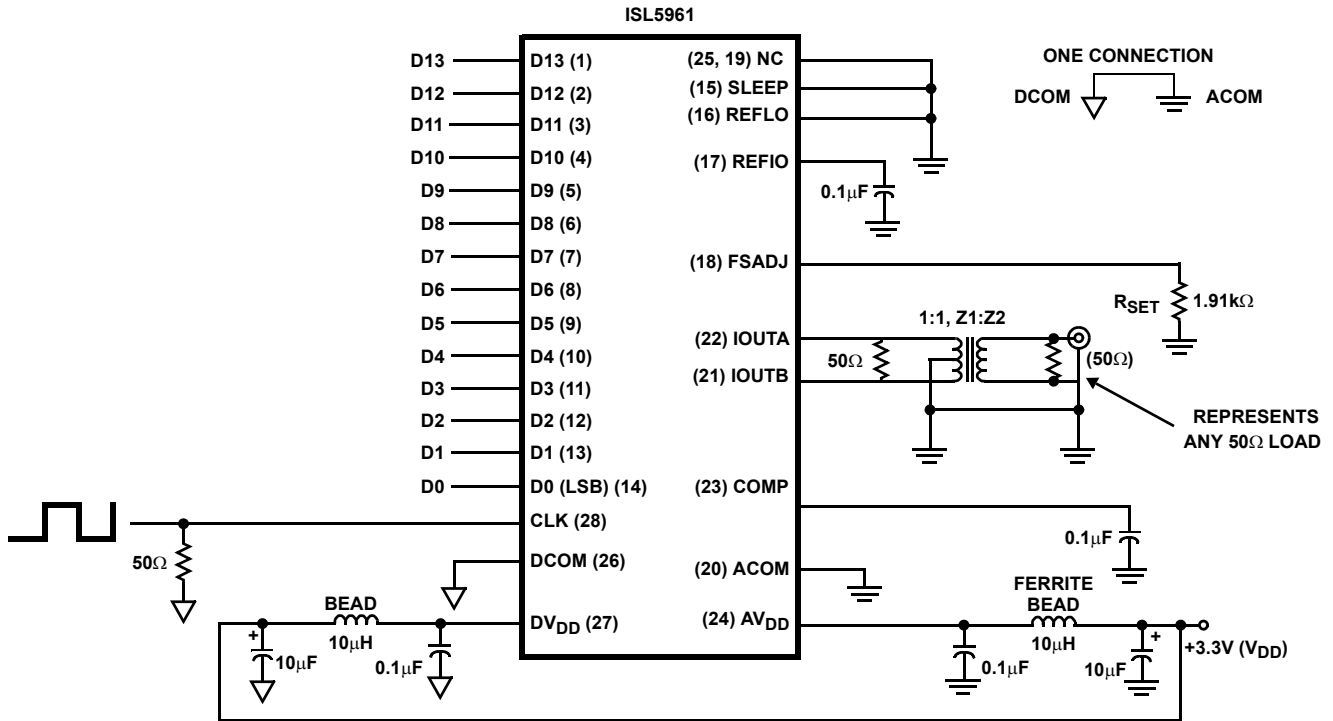 ISL5961
D13
D13 (1)
D12
D12 (2)
D11
D11 (3)
D10
D10 (4)
D9
D9 (5)
D8
D8 (6)
D7
D7 (7)
D6
D6 (8)
D5
D5 (9)
D4
D4 (10)
D3
D3 (11)
D2
D2 (12)
D1
D1 (13)
D0
D0 (LSB) (14)
CLK (28)
50Ω
DCOM (26)
BEAD
10μH
DVDD (27)
+
10μF
0.1μF
(25, 19) NC
(15) SLEEP
(16) REFLO
(17) REFIO
0.1μF
(18) FSADJ
RSET
1.91kΩ
(22) IOUTA
(21) IOUTB
50Ω
1:1, Z1:Z2
(50Ω)
REPRESENTS
ANY 50Ω LOAD
(23) COMP
0.1μF
(20) ACOM
(24) AVDD
FERRITE
BEAD
10μH
0.1μF
10μF
+
+3.3V (VDD)
ONE CONNECTION
DCOM
ACOM